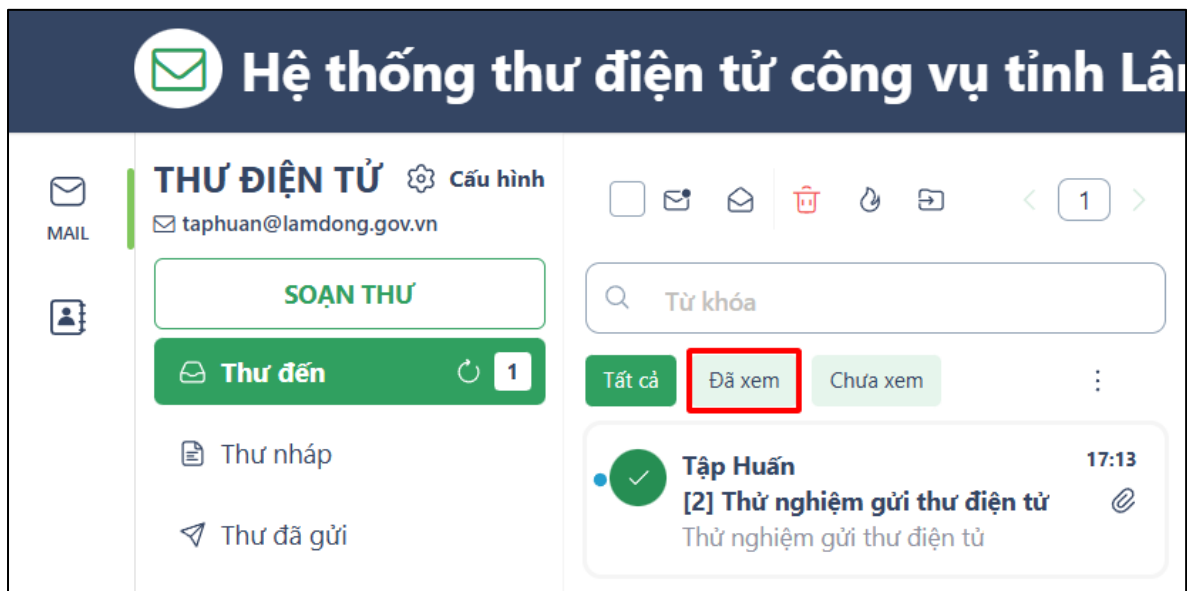 Hệ thống thư điện tử công vụ tỉnh
MAIL
THƯ ĐIỆN TỬ Cấu hình
taphuan@lamdong.gov.vn
SOẠN THƯ
Thư đến 1
Thư nháp
Thư đã gửi
1
Từ khóa
Tất cả Đã xem Chưa xem
Tập Huấn 17:13
[2] Thử nghiệm gửi thư điện tử
Thử nghiệm gửi thư điện tủ